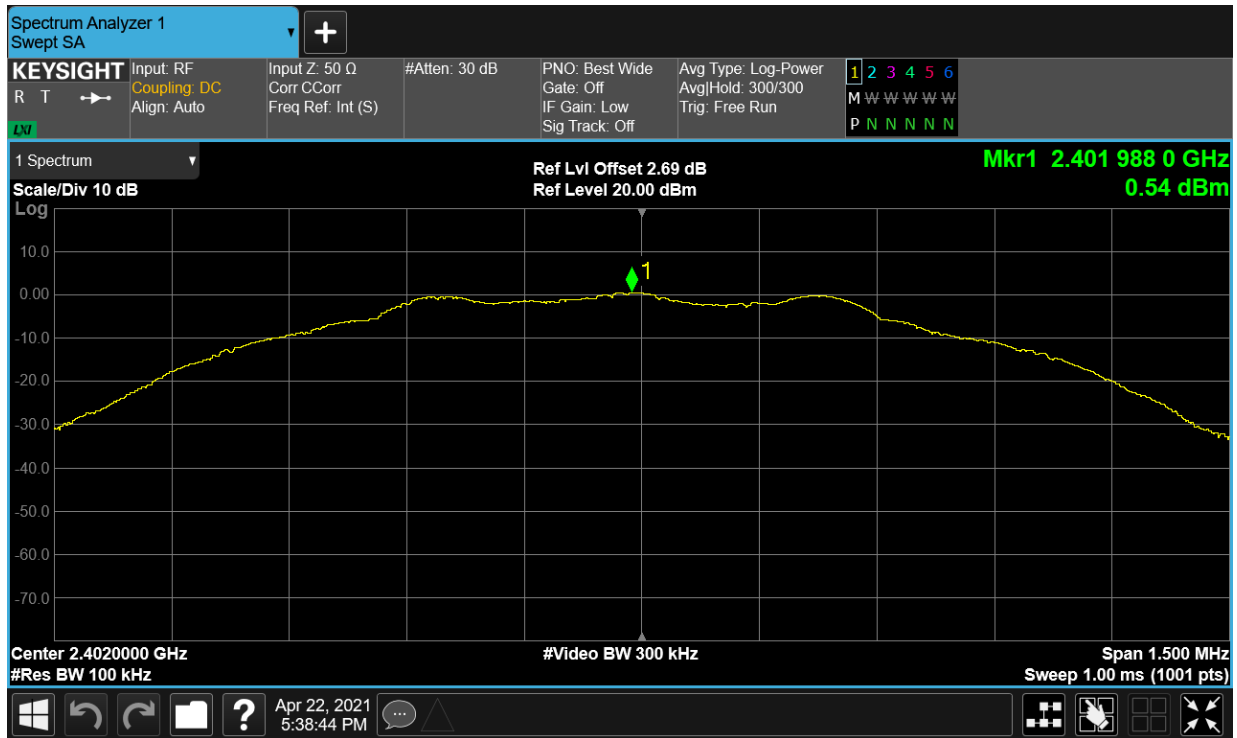 Spectrum Analyzer 1
Swept SA
KEYSIGHT
R T
LXI
Input: RF
Coupling: DC
Align: Auto
Input Z: 50 Ω
Corr CCorr
Freq Ref: Int (S)
#Atten: 30 dB
PNO: Best Wide
Gate: Off
IF Gain: Low
Sig Track: Off
Avg Type: Log-Power
Avg|Hold: 300/300
Trig: Free Run
1 2 3 4 5 6
M W W W W W W
P N N N N N N
1 Spectrum
Scale/Div 10 dB
Log
Ref Lvl Offset 2.69 dB
Ref Level 20.00 dBm
Mkr1 2.401 988 0 GHz
0.54 dBm
1
10.0
0.00
-10.0
-20.0
-30.0
-40.0
-50.0
-60.0
-70.0
Center 2.4020000 GHz
#Res BW 100 kHz
#Video BW 300 kHz
Span 1.500 MHz
Sweep 1.00 ms (1001 pts)
?
Apr 22, 2021
5:38:44 PM